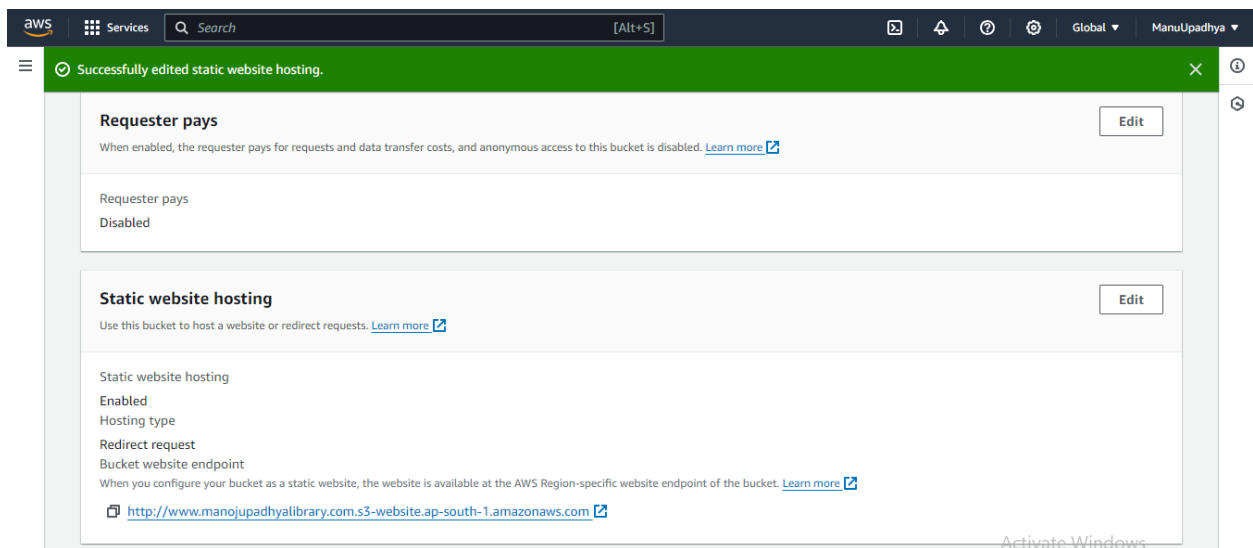 aws Services Search [Alt+S] Global ManuUpadhya
Successfully edited static website hosting.
Requester pays Edit
When enabled, the requester pays for requests and data transfer costs, and anonymous access to this bucket is disabled. Learn more
Requester pays
Disabled
Static website hosting Edit
Use this bucket to host a website or redirect requests. Learn more
Static website hosting
Enabled
Hosting type
Redirect request
Bucket website endpoint
When you configure your bucket as a static website, the website is available at the AWS Region-specific website endpoint of the bucket. Learn more
http://www.manojupadhyalibrary.com.s3-website.ap-south-1.amazonaws.com
Activate Windows